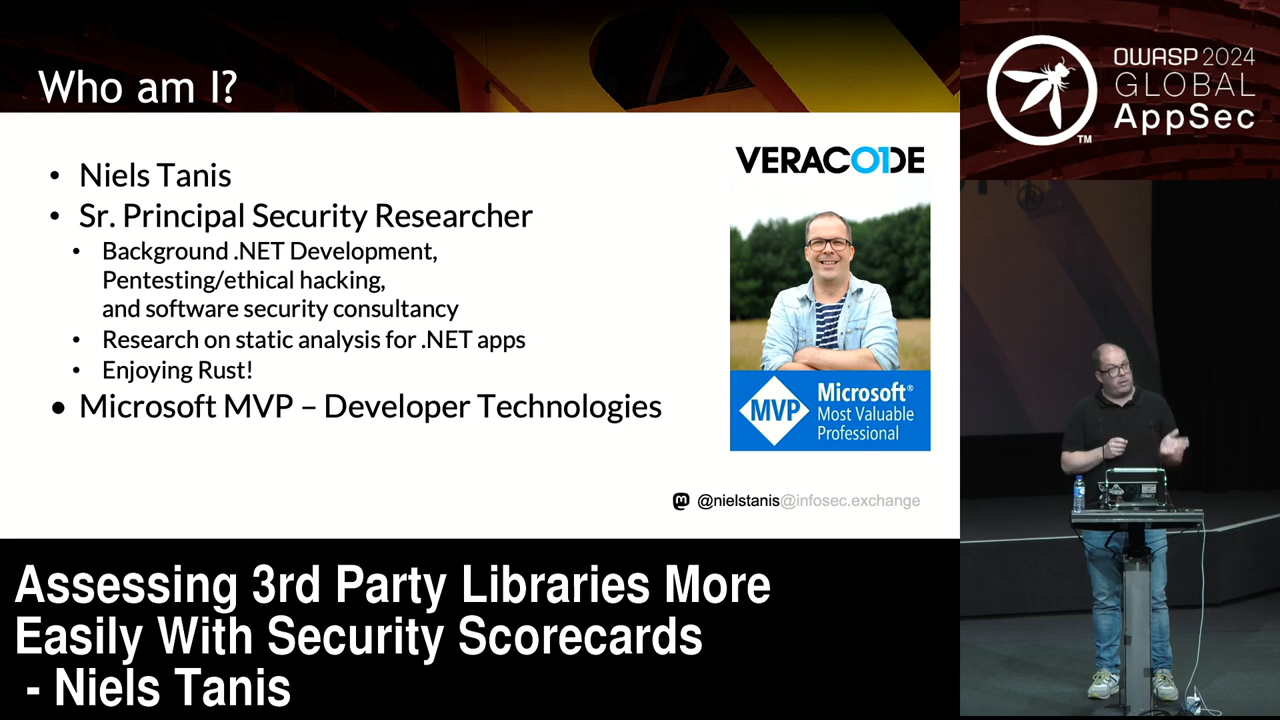 Who am I?
• Niels Tanis
• Sr. Principal Security Researcher
• Background .NET Development,
Pentesting/ethical hacking,
and software security consultancy
• Research on static analysis for .NET apps
• Enjoying Rust!
• Microsoft MVP – Developer Technologies
VERACODE
MVP
Microsoft®
Most Valuable
Professional
@nielstanis@infosec.exchange
OWASP 2024
GLOBAL
AppSec
TM
Assessing 3rd Party Libraries More
Easily With Security Scorecards
- Niels Tanis